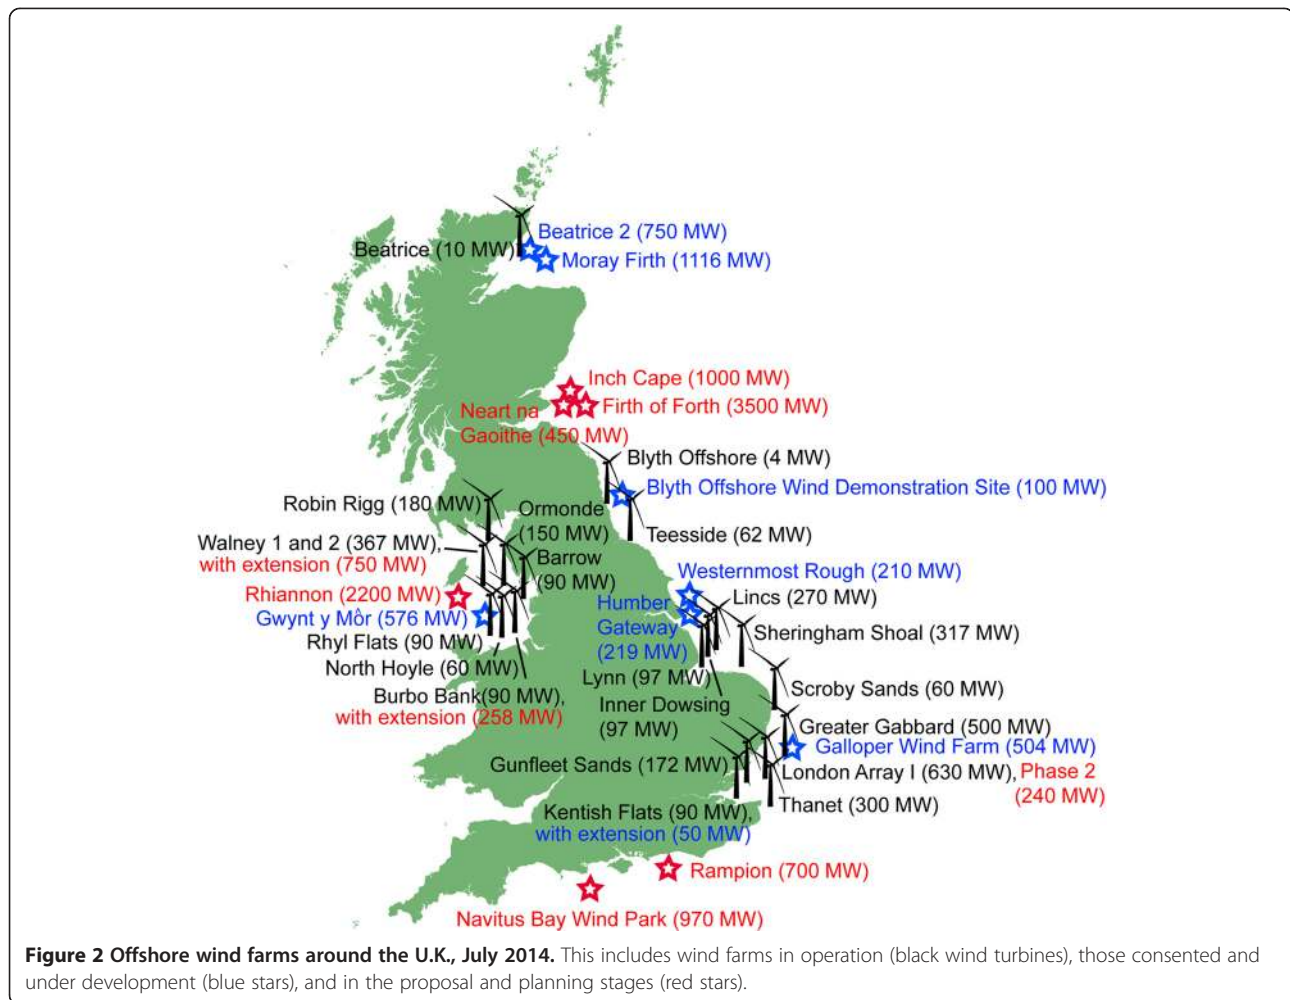 Beatrice 2 (750 MW)
Beatrice (10 MW)
Moray Firth (1116 MW)
Inch Cape (1000 MW)
Neart na
Gaoithe (450 MW)
Firth of Forth (3500 MW)
Blyth Offshore (4 MW)
Blyth Offshore Wind Demonstration Site (100 MW)
Robin Rigg (180 MW)
Ormonde
(150 MW)
Teesside (62 MW)
Walney 1 and 2 (367 MW),
with extension (750 MW)
Barrow
(90 MW)
Westernmost Rough (210 MW)
Rhiannon (2200 MW)
Lincs (270 MW)
Humber
Gateway
(219 MW)
Gwynt y Môr (576 MW)
Sheringham Shoal (317 MW)
Rhyl Flats (90 MW)
North Hoyle (60 MW)
Lynn (97 MW)
Burbo Bank(90 MW),
with extension (258 MW)
Scroby Sands (60 MW)
Inner Dowsing
(97 MW)
Greater Gabbard (500 MW)
Galloper Wind Farm (504 MW)
Gunfleet Sands (172 MW)
London Array I (630 MW), Phase 2
(240 MW)
Thanet (300 MW)
Kentish Flats (90 MW),
with extension (50 MW)
Rampion (700 MW)
Navitus Bay Wind Park (970 MW)
Figure 2 Offshore wind farms around the U.K., July 2014. This includes wind farms in operation (black wind turbines), those consented and
under development (blue stars), and in the proposal and planning stages (red stars).